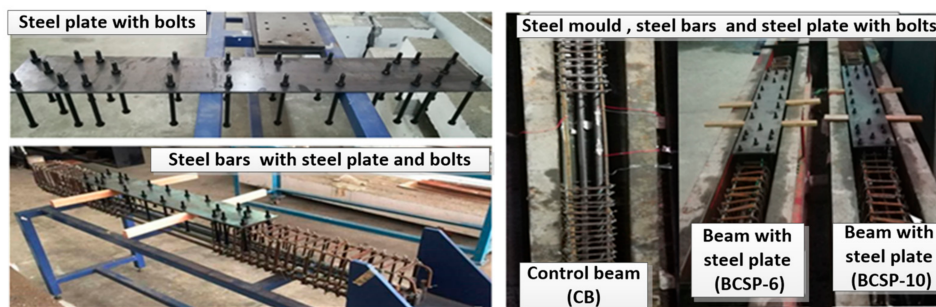 Steel plate with bolts
Steel bars with steel plate and bolts
Steel mould , steel bars and steel plate with bolts
Control beam
(CB)
Beam with
steel plate
(BCSP-6)
Beam with
steel plate
(BCSP-10)